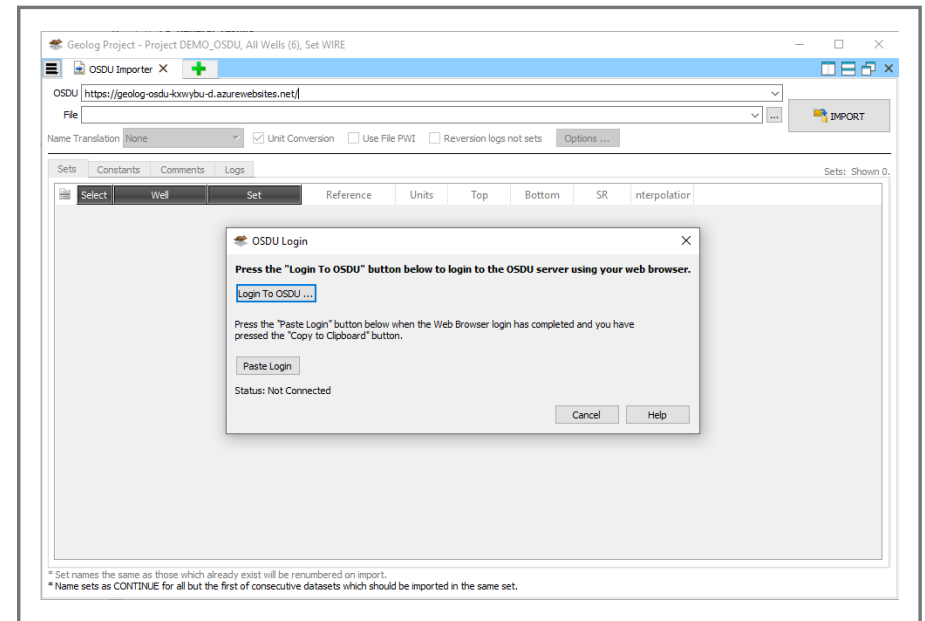 Geolog Project - Project DEMO_OSDU, All Wells (6), Set WIRE
OSDU Importer
OSDU https://geolog-osdu-kxwybu-d.azurewebsites.net/
File ... IMPORT
Name Translation None Unit Conversion Use File PWI Reversion logs not sets Options ...
Sets Constants Comments Logs Sets: Shown 0.
Select Well Set Reference Units Top Bottom SR nterpolation
OSDU Login
Press the "Login To OSDU" button below to login to the OSDU server using your web browser.
Login To OSDU ...
Press the "Paste Login" button below when the Web Browser login has completed and you have
pressed the "Copy to Clipboard" button.
Paste Login
Status: Not Connected
Cancel Help
* Set names the same as those which already exist will be renumbered on import.
* Name sets as CONTINUE for all but the first of consecutive datasets which should be imported in the same set.